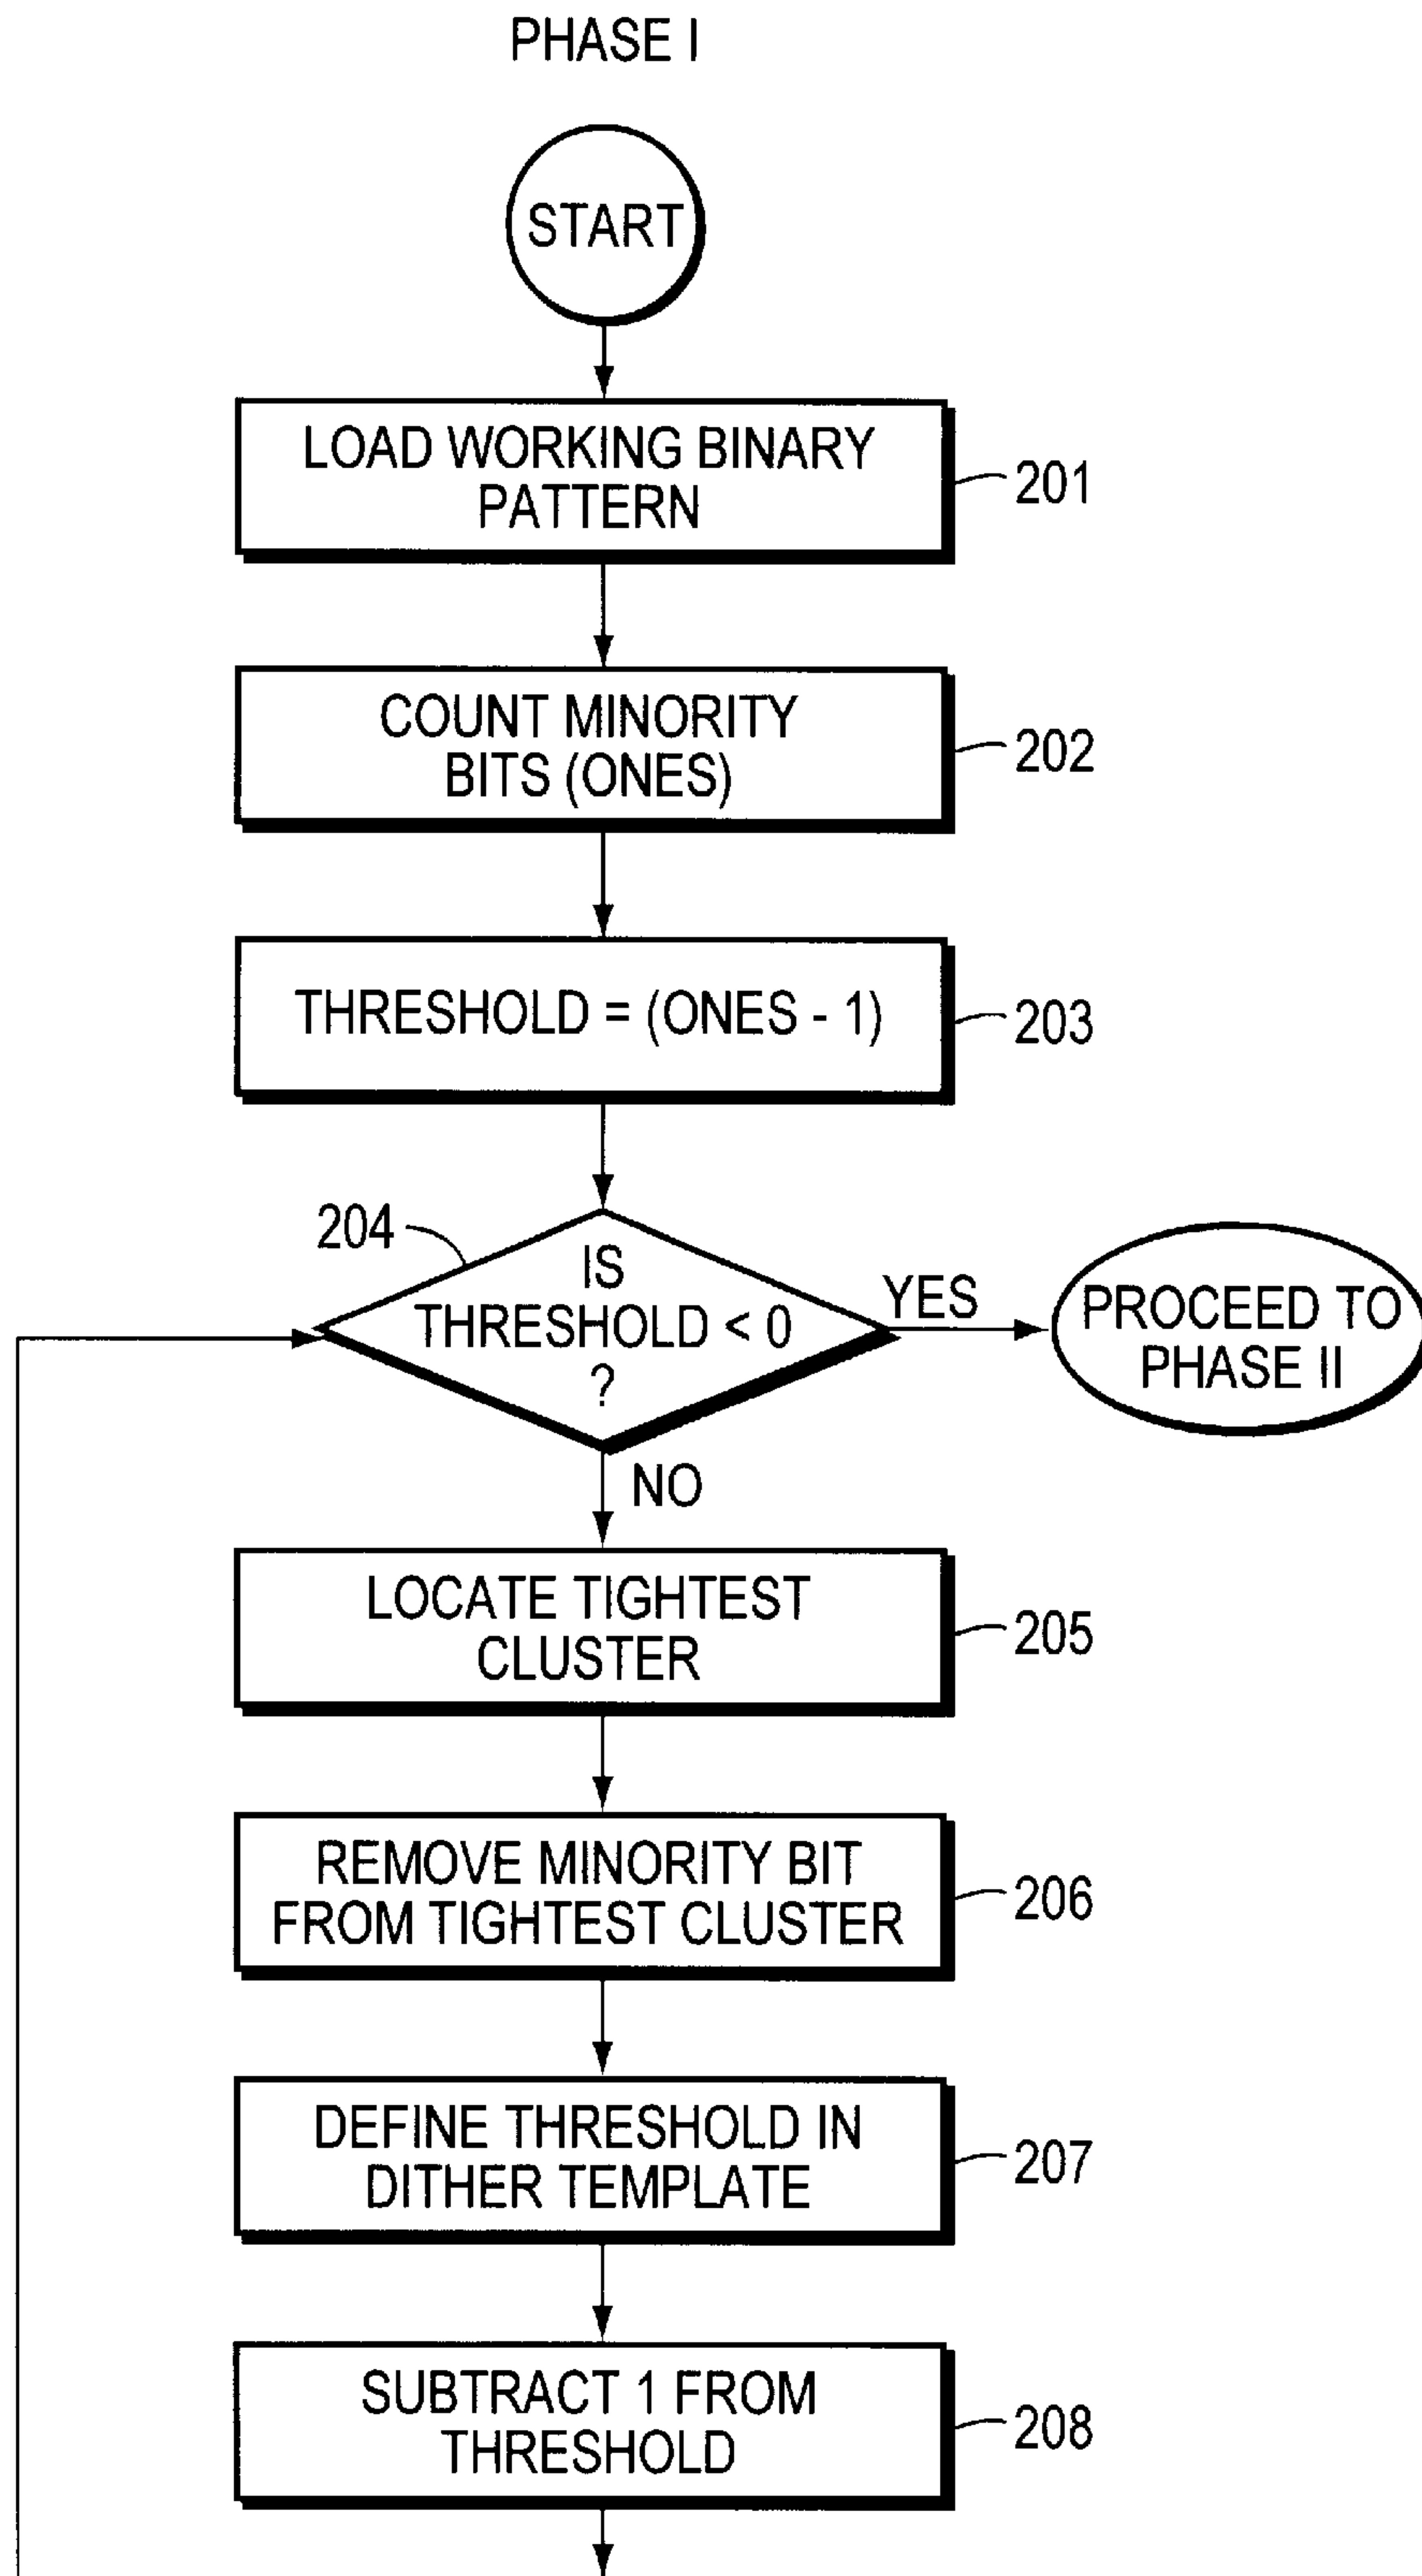 PHASE I
START
LOAD WORKING BINARY
PATTERN
201
COUNT MINORITY
BITS (ONES)
202
THRESHOLD = (ONES - 1)
203
204
IS
THRESHOLD < 0
?
YES
PROCEED TO
PHASE II
NO
LOCATE TIGHTEST
CLUSTER
205
REMOVE MINORITY BIT
FROM TIGHTEST CLUSTER
206
DEFINE THRESHOLD IN
DITHER TEMPLATE
207
SUBTRACT 1 FROM
THRESHOLD
208